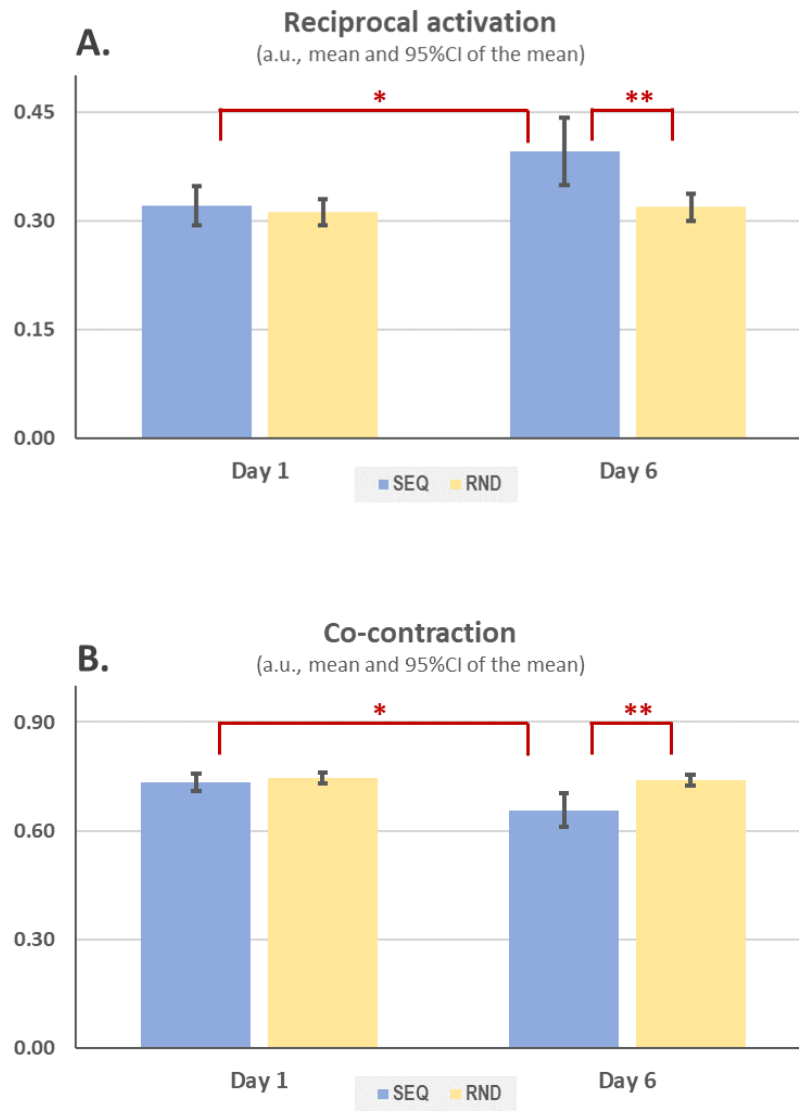 A.
Reciprocal activation
(a.u., mean and 95%CI of the mean)
* **
0.45
0.30
0.15
0.00
Day 1 Day 6
SEQ RND
B.
Co-contraction
(a.u., mean and 95%CI of the mean)
* **
0.90
0.60
0.30
0.00
Day 1 Day 6
SEQ RND